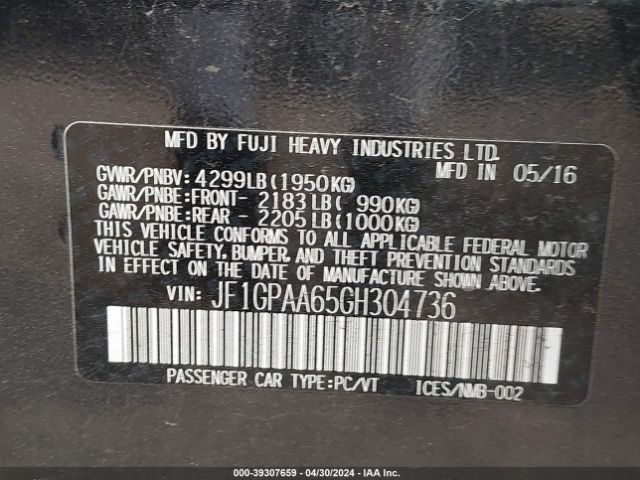 MFD BY FUJI HEAVY INDUSTRIES LTD.
MFD IN 05/16
GVWR/PNBV: 4299LB(1950KG)
GAWR/PNBE:FRONT- 2183LB( 990KG)
GAWR/PNBE:REAR - 2205LB(1000KG)
THIS VEHICLE CONFORMS TO ALL APPLICABLE FEDERAL MOTOR
VEHICLE SAFETY, BUMPER, AND THEFT PREVENTION STANDARDS
IN EFFECT ON THE DATE OF MANUFACTURE SHOWN ABOVE.
VIN: JF1GPAA65GH304736
PASSENGER CAR TYPE:PC/VT ICES/NMB-002
000-39307659 - 04/30/2024 - IAA, Inc.